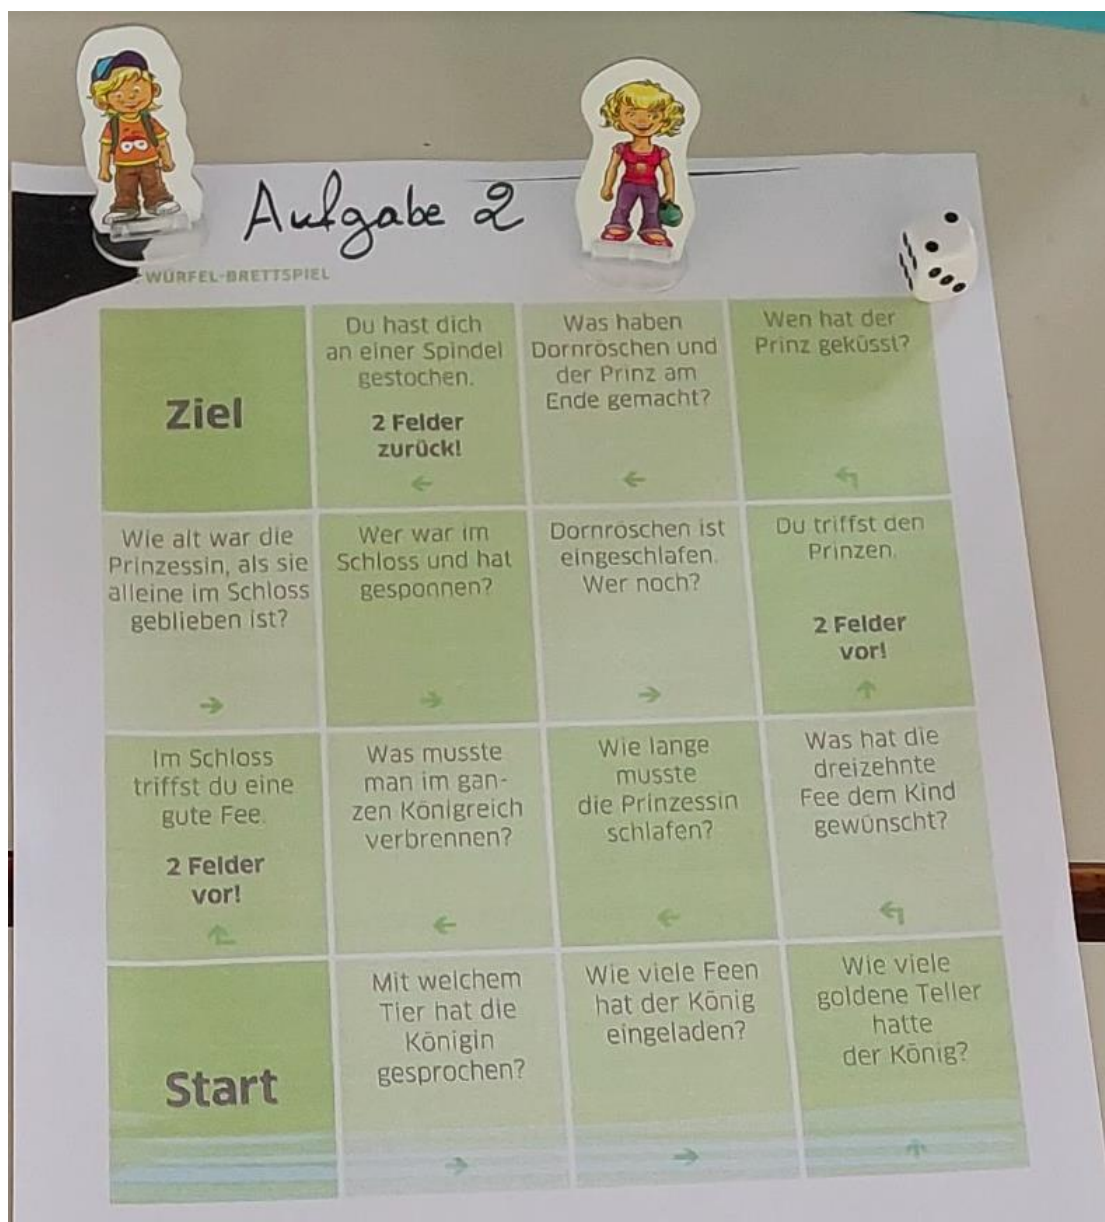 Aufgabe 2
WÜRFEL-BRETTSPIEL
Ziel
Du hast dich
an einer Spindel
gestochen.
2 Felder
zurück!
Was haben
Dornröschen und
der Prinz am
Ende gemacht?
Wen hat der
Prinz geküsst?
Wie alt war die
Prinzessin, als sie
alleine im Schloss
geblieben ist?
Wer war im
Schloss und hat
gesponnen?
Dornröschen ist
eingeschlafen.
Wer noch?
Du triffst den
Prinzen.
2 Felder
vor!
Im Schloss
triffst du eine
gute Fee.
2 Felder
vor!
Was musste
man im gan-
zen Königreich
verbrennen?
Wie lange
musste
die Prinzessin
schlafen?
Was hat die
dreizehnte
Fee dem Kind
gewünscht?
Start
Mit welchem
Tier hat die
Königin
gesprochen?
Wie viele Feen
hat der König
eingeladen?
Wie viele
goldene Teller
hatte
der König?